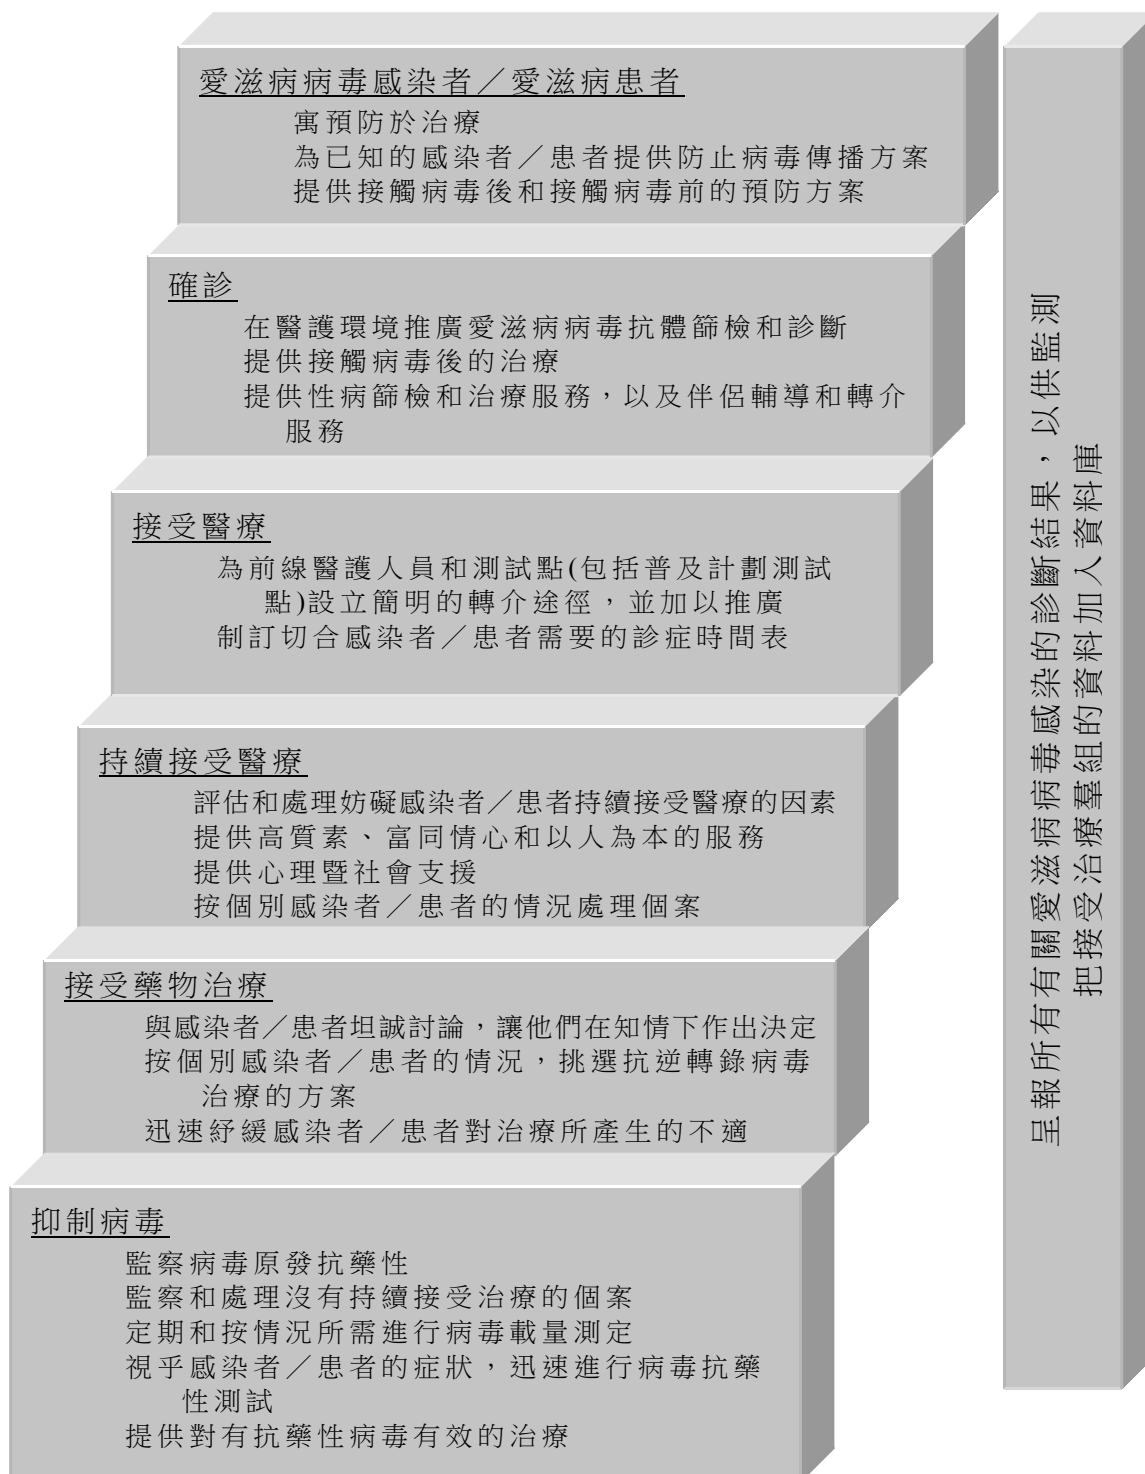 愛滋病病毒感染者／愛滋病患者
寓預防於治療
為已知的感染者／患者提供防止病毒傳播方案
提供接觸病毒後和接觸病毒前的預防方案
確診
在醫護環境推廣愛滋病病毒抗體篩檢和診斷
提供接觸病毒後的治療
提供性病篩檢和治療服務，以及伴侶輔導和轉介
服務
接受醫療
為前線醫護人員和測試點(包括普及計劃測試
點)設立簡明的轉介途徑，並加以推廣
制訂切合感染者／患者需要的診症時間表
持續接受醫療
評估和處理妨礙感染者／患者持續接受醫療的因素
提供高質素、富同情心和以人為本的服務
提供心理暨社會支援
按個別感染者／患者的情況處理個案
接受藥物治療
與感染者／患者坦誠討論，讓他們在知情下作出決定
按個別感染者／患者的情況，挑選抗逆轉錄病毒
治療的方案
迅速紓緩感染者／患者對治療所產生的不適
抑制病毒
監察病毒原發抗藥性
監察和處理沒有持續接受治療的個案
定期和按情況所需進行病毒載量測定
視乎感染者／患者的症狀，迅速進行病毒抗藥
性測試
提供對有抗藥性病毒有效的治療
呈報所有有關愛滋病病毒感染的診斷結果，以供監測
把接受治療羣組的資料加入資料庫